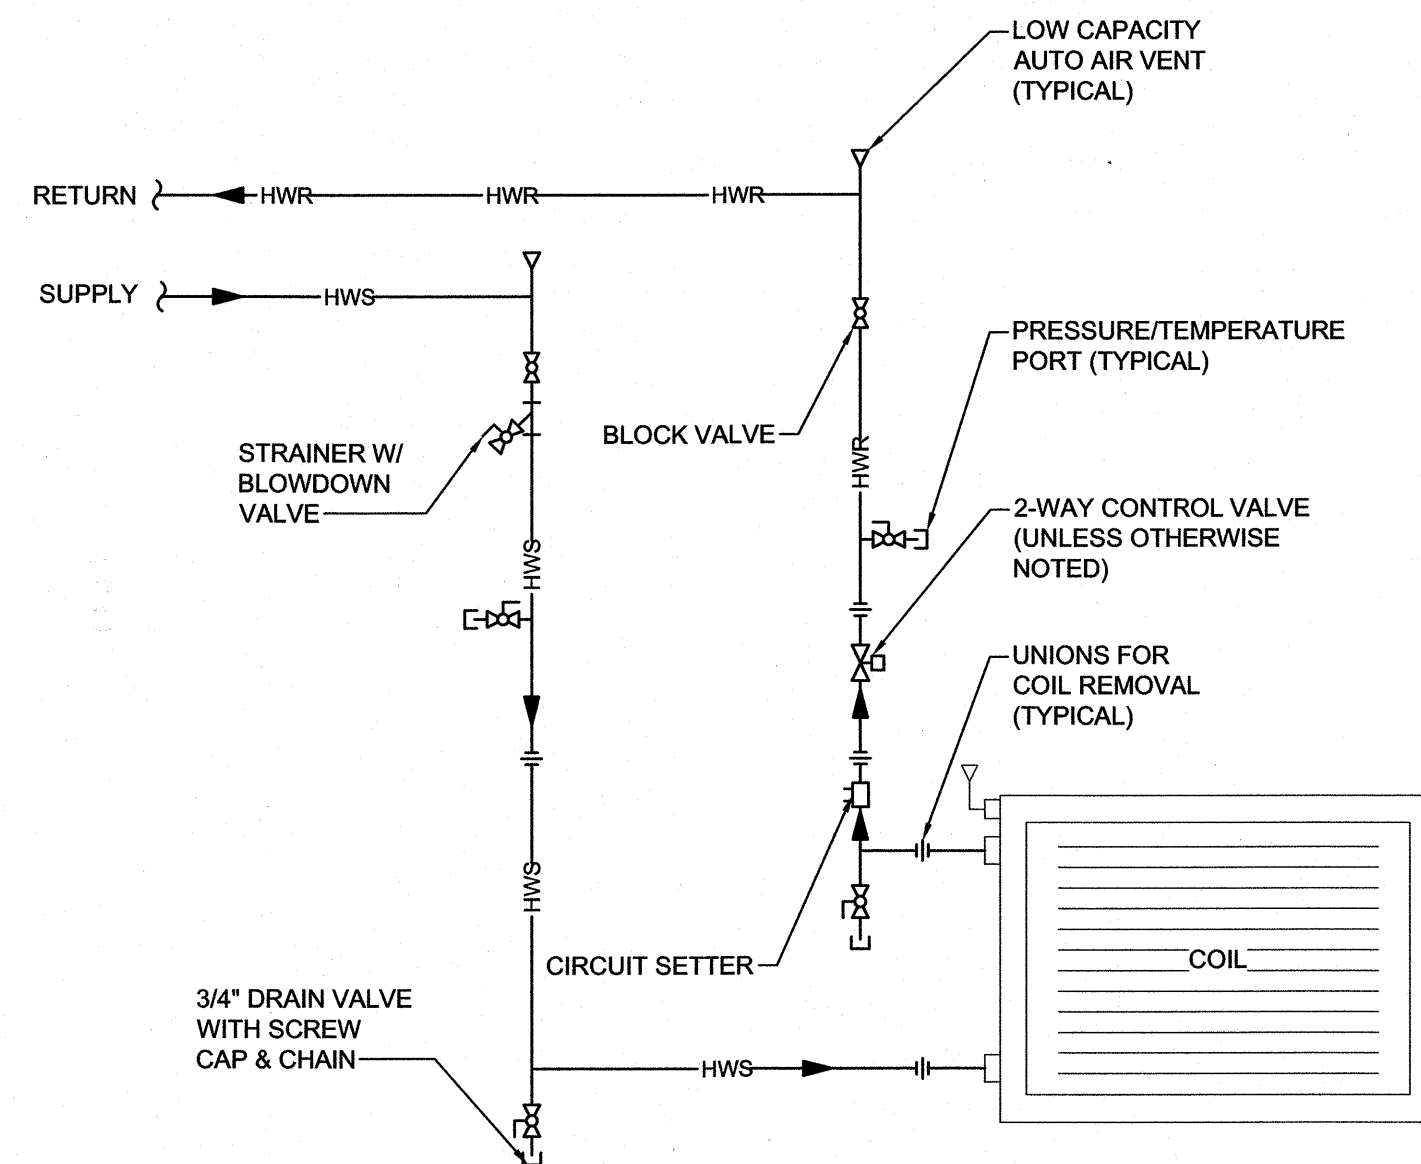 LOW CAPACITY
AUTO AIR VENT
(TYPICAL)
RETURN
HWR
HWR
HWR
SUPPLY
HWS
PRESSURE/TEMPERATURE
PORT (TYPICAL)
BLOCK VALVE
HWR
STRAINER W/
BLOWDOWN
VALVE
2-WAY CONTROL VALVE
(UNLESS OTHERWISE
NOTED)
HWS
UNIONS FOR
COIL REMOVAL
(TYPICAL)
HWS
CIRCUIT SETTER
COIL
3/4" DRAIN VALVE
WITH SCREW
CAP & CHAIN
HWS